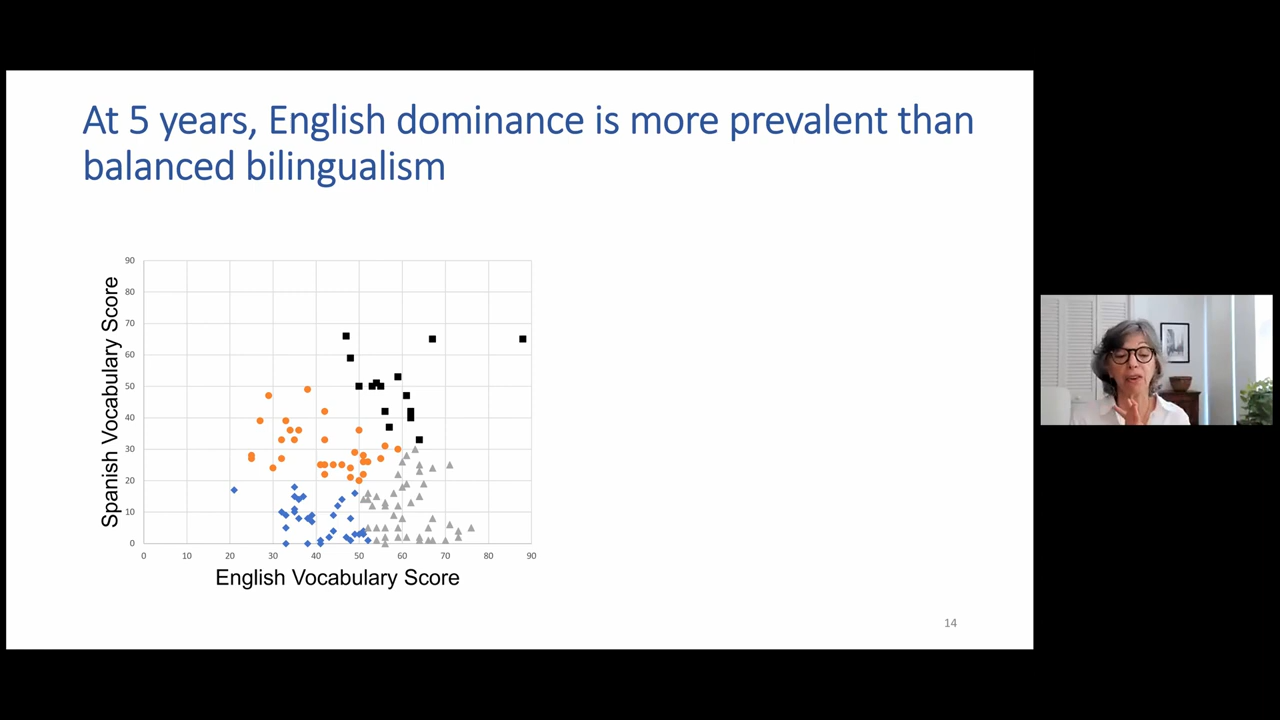 At 5 years, English dominance is more prevalent than
balanced bilingualism
Spanish Vocabulary Score
90
80
70
60
50
40
30
20
10
0
0 10 20 30 40 50 60 70 80 90
English Vocabulary Score
14